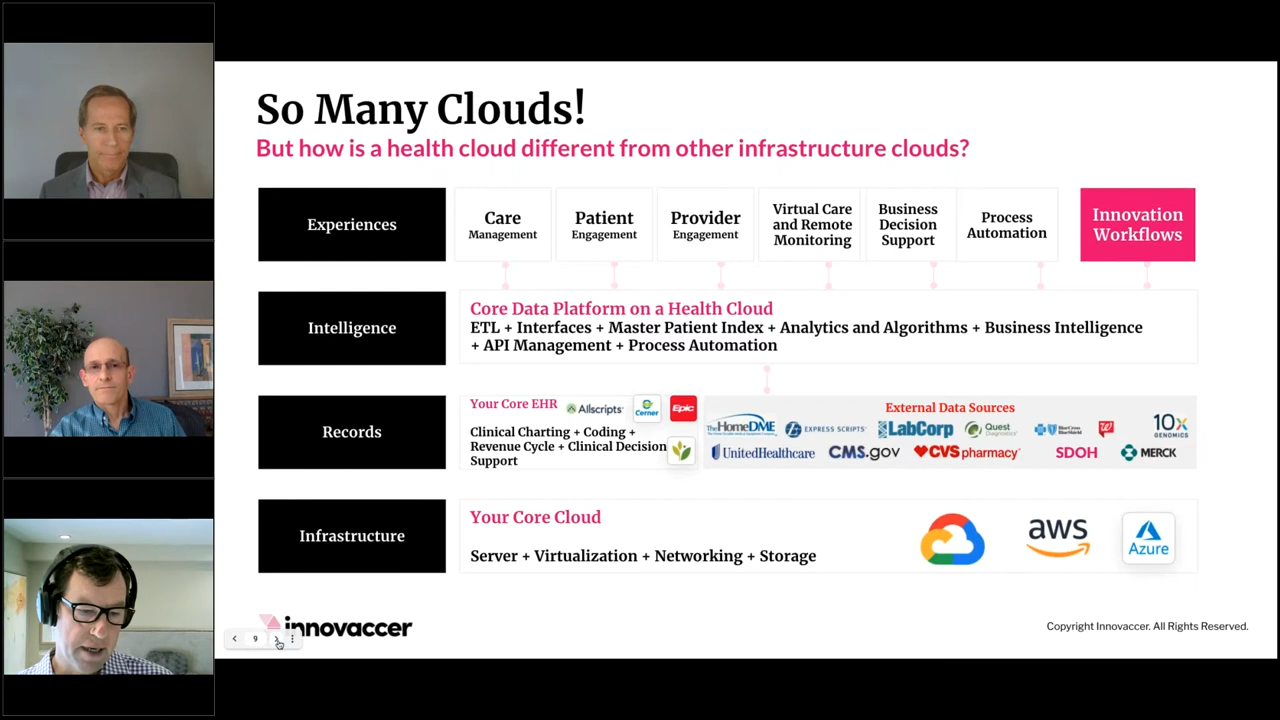 So Many Clouds!
But how is a health cloud different from other infrastructure clouds?
Experiences
Care
Management
Patient
Engagement
Provider
Engagement
Virtual Care
and Remote
Monitoring
Business
Decision
Support
Process
Automation
Innovation
Workflows
Intelligence
Core Data Platform on a Health Cloud
ETL + Interfaces + Master Patient Index + Analytics and Algorithms + Business Intelligence
+ API Management + Process Automation
Records
Your Core EHR
Allscripts
Cerner
Epic
Clinical Charting + Coding +
Revenue Cycle + Clinical Decision
Support
External Data Sources
The HomeDME
EXPRESS SCRIPTS
LabCorp
Quest
Diagnostics
BlueCross
BlueShield
10X
GENOMICS
UnitedHealthcare
CMS.gov
CVS pharmacy
SDOH
MERCK
Infrastructure
Your Core Cloud
Server + Virtualization + Networking + Storage
aws
Azure
innovaccer
9
Copyright Innovaccer. All Rights Reserved.